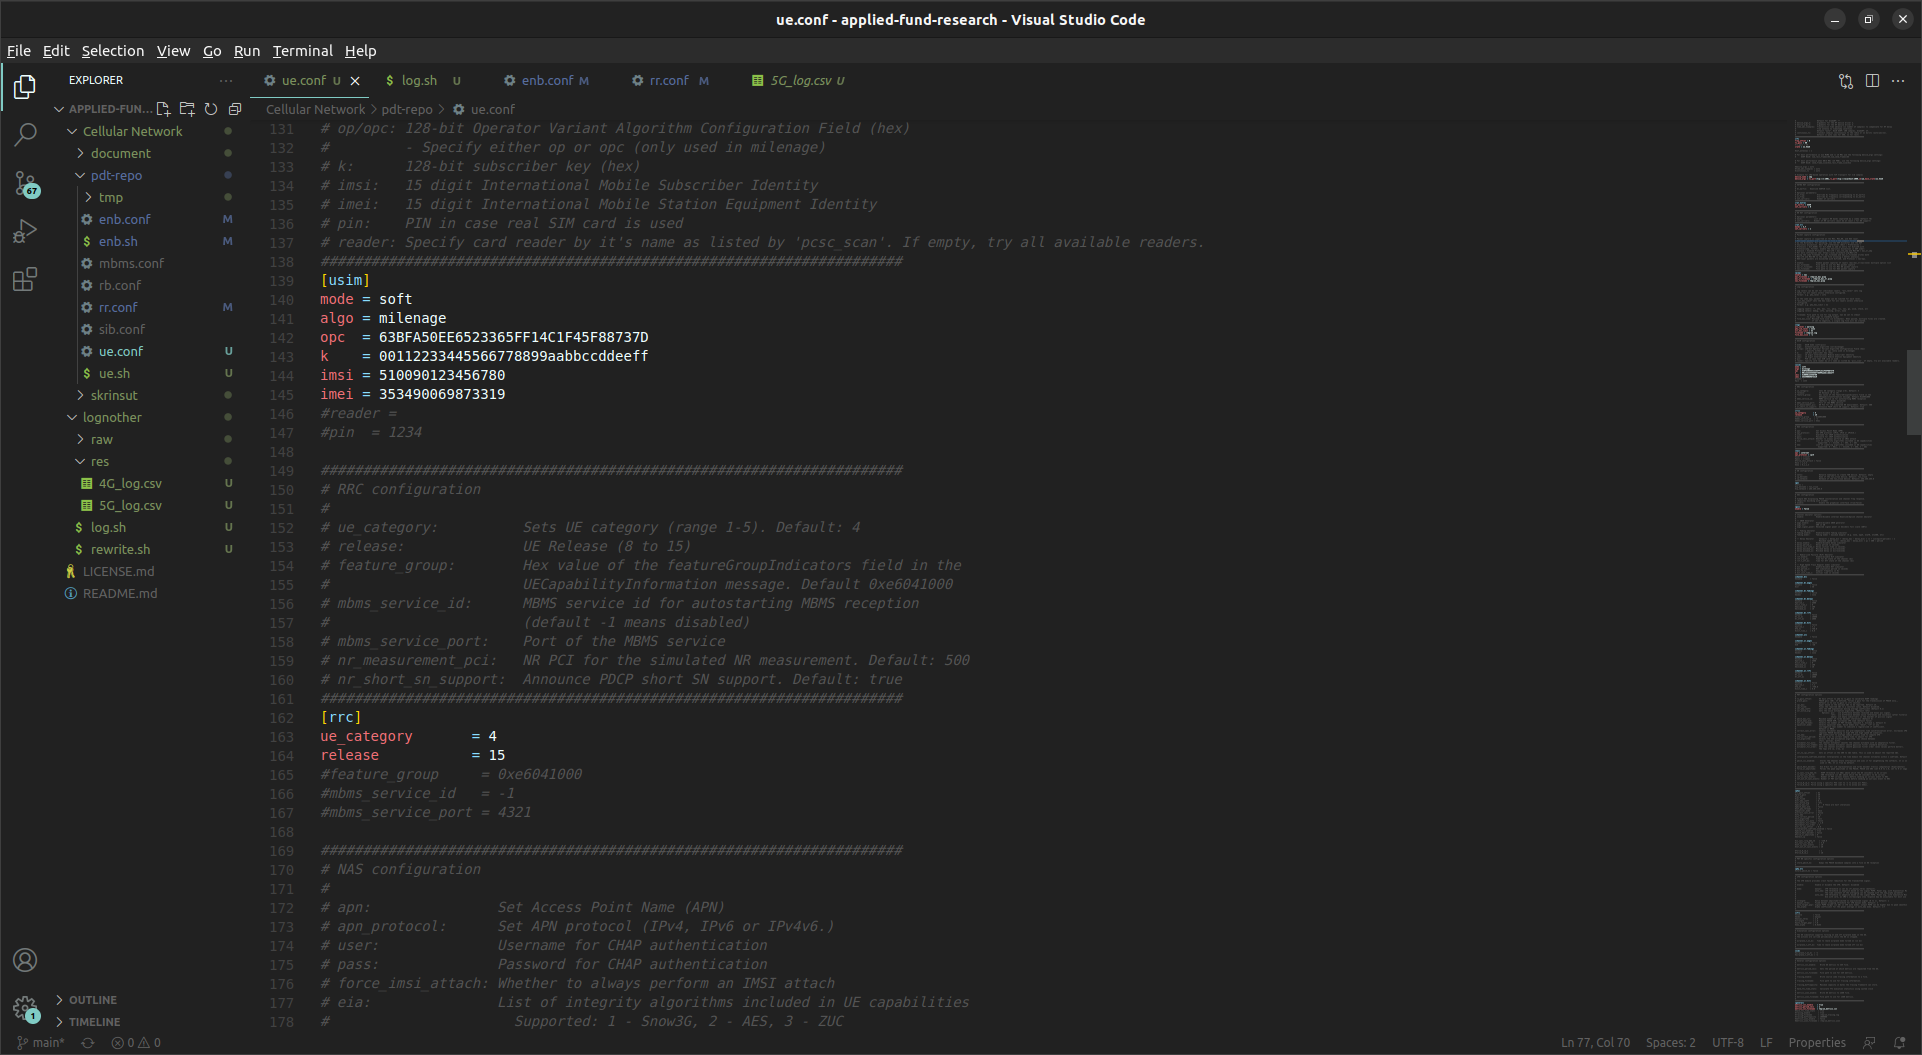 ue.conf - applied-fund-research - Visual Studio Code
File Edit Selection View Go Run Terminal Help
EXPLORER
ue.conf U
log.sh U
enb.conf M
rr.conf M
5G_log.csv U
APPLIED-FUN...
Cellular Network > pdt-repo > ue.conf
Cellular Network
document
pdt-repo
tmp
enb.conf M
enb.sh M
mbms.conf
rb.conf
rr.conf M
sib.conf
ue.conf U
ue.sh U
skrinsut
lognother
raw
res
4G_log.csv U
5G_log.csv U
log.sh U
rewrite.sh U
LICENSE.md
README.md
67
131 # op/opc: 128-bit Operator Variant Algorithm Configuration Field (hex)
132 #         - Specify either op or opc (only used in milenage)
133 # k:      128-bit subscriber key (hex)
134 # imsi:   15 digit International Mobile Subscriber Identity
135 # imei:   15 digit International Mobile Station Equipment Identity
136 # pin:    PIN in case real SIM card is used
137 # reader: Specify card reader by it's name as listed by 'pcsc_scan'. If empty, try all available readers.
138 #####################################################################
139 [usim]
140 mode = soft
141 algo = milenage
142 opc  = 63BFA50EE6523365FF14C1F45F88737D
143 k    = 00112233445566778899aabbccddeeff
144 imsi = 510090123456780
145 imei = 353490069873319
146 #reader =
147 #pin  = 1234
148
149 #####################################################################
150 # RRC configuration
151 #
152 # ue_category:          Sets UE category (range 1-5). Default: 4
153 # release:              UE Release (8 to 15)
154 # feature_group:        Hex value of the featureGroupIndicators field in the
155 #                       UECapabilityInformation message. Default 0xe6041000
156 # mbms_service_id:      MBMS service id for autostarting MBMS reception
157 #                       (default -1 means disabled)
158 # mbms_service_port:    Port of the MBMS service
159 # nr_measurement_pci:   NR PCI for the simulated NR measurement. Default: 500
160 # nr_short_sn_support:  Announce PDCP short SN support. Default: true
161 #####################################################################
162 [rrc]
163 ue_category       = 4
164 release           = 15
165 #feature_group     = 0xe6041000
166 #mbms_service_id   = -1
167 #mbms_service_port = 4321
168
169 #####################################################################
170 # NAS configuration
171 #
172 # apn:               Set Access Point Name (APN)
173 # apn_protocol:      Set APN protocol (IPv4, IPv6 or IPv4v6.)
174 # user:              Username for CHAP authentication
175 # pass:              Password for CHAP authentication
176 # force_imsi_attach: Whether to always perform an IMSI attach
177 # eia:               List of integrity algorithms included in UE capabilities
178 #                      Supported: 1 - Snow3G, 2 - AES, 3 - ZUC
OUTLINE
1
TIMELINE
main* 0 0
Ln 77, Col 70 Spaces: 2 UTF-8 LF Properties